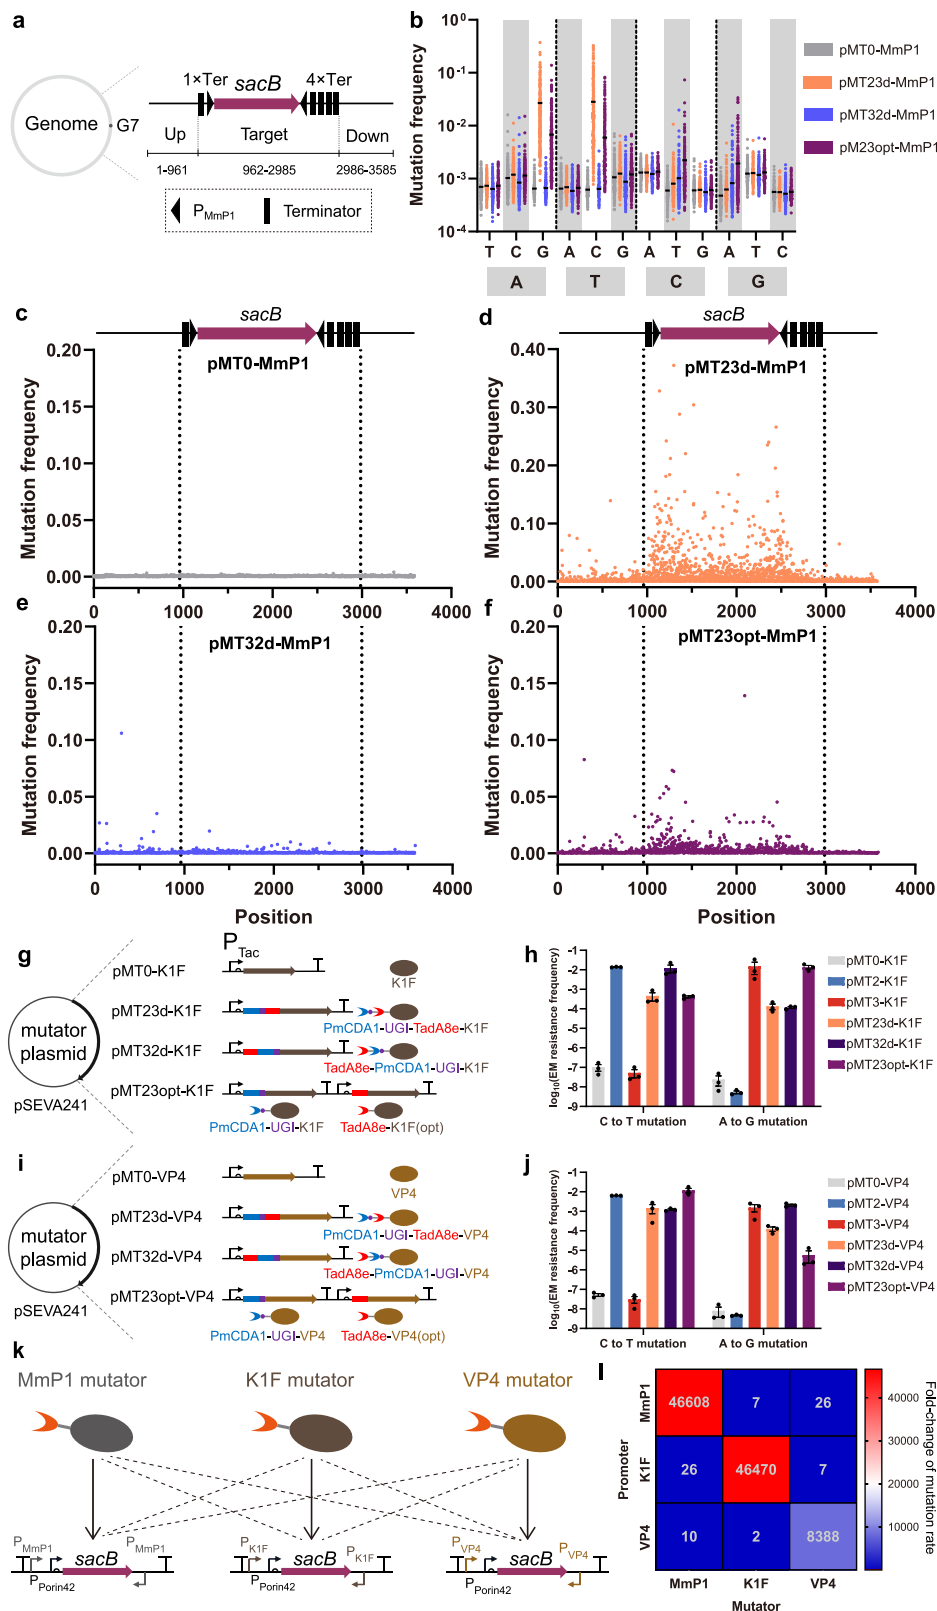 a
1×Ter
sacB
4×Ter
Genome
G7
Up
Target
Down
1-961
962-2985
2986-3585
P MmP1
Terminator
b
Mutation frequency
10^0
10^-1
10^-2
10^-3
10^-4
T C G A C G A T G A T C
A T C G
pMT0-MmP1
pMT23d-MmP1
pMT32d-MmP1
pM23opt-MmP1
c
sacB
pMT0-MmP1
Mutation frequency
0.20
0.15
0.10
0.05
0.00
0 1000 2000 3000 4000
d
sacB
pMT23d-MmP1
Mutation frequency
0.40
0.30
0.20
0.10
0.00
0 1000 2000 3000 4000
e
pMT32d-MmP1
Mutation frequency
0.20
0.15
0.10
0.05
0.00
0 1000 2000 3000 4000
Position
f
pMT23opt-MmP1
Mutation frequency
0.20
0.15
0.10
0.05
0.00
0 1000 2000 3000 4000
Position
g
mutator
plasmid
pSEVA241
P Tac
pMT0-K1F
K1F
pMT23d-K1F
PmCDA1-UGI-TadA8e-K1F
pMT32d-K1F
TadA8e-PmCDA1-UGI-K1F
pMT23opt-K1F
PmCDA1-UGI-K1F
TadA8e-K1F(opt)
h
log10(EM resistance frequency)
-1
-2
-3
-4
-5
-6
-7
-8
-9
C to T mutation
A to G mutation
pMT0-K1F
pMT2-K1F
pMT3-K1F
pMT23d-K1F
pMT32d-K1F
pMT23opt-K1F
i
mutator
plasmid
pSEVA241
pMT0-VP4
VP4
pMT23d-VP4
PmCDA1-UGI-TadA8e-VP4
pMT32d-VP4
TadA8e-PmCDA1-UGI-VP4
pMT23opt-VP4
PmCDA1-UGI-VP4
TadA8e-VP4(opt)
j
log10(EM resistance frequency)
-1
-2
-3
-4
-5
-6
-7
-8
-9
C to T mutation
A to G mutation
pMT0-VP4
pMT2-VP4
pMT3-VP4
pMT23d-VP4
pMT32d-VP4
pMT23opt-VP4
k
MmP1 mutator
K1F mutator
VP4 mutator
P MmP1
P Porin42
sacB
P MmP1
P K1F
P Porin42
sacB
P K1F
P VP4
P Porin42
sacB
P VP4
l
Promoter
MmP1
46608 7 26
K1F
26 46470 7
VP4
10 2 8388
MmP1 K1F VP4
Mutator
40000
30000
20000
10000
Fold-change of mutation rate